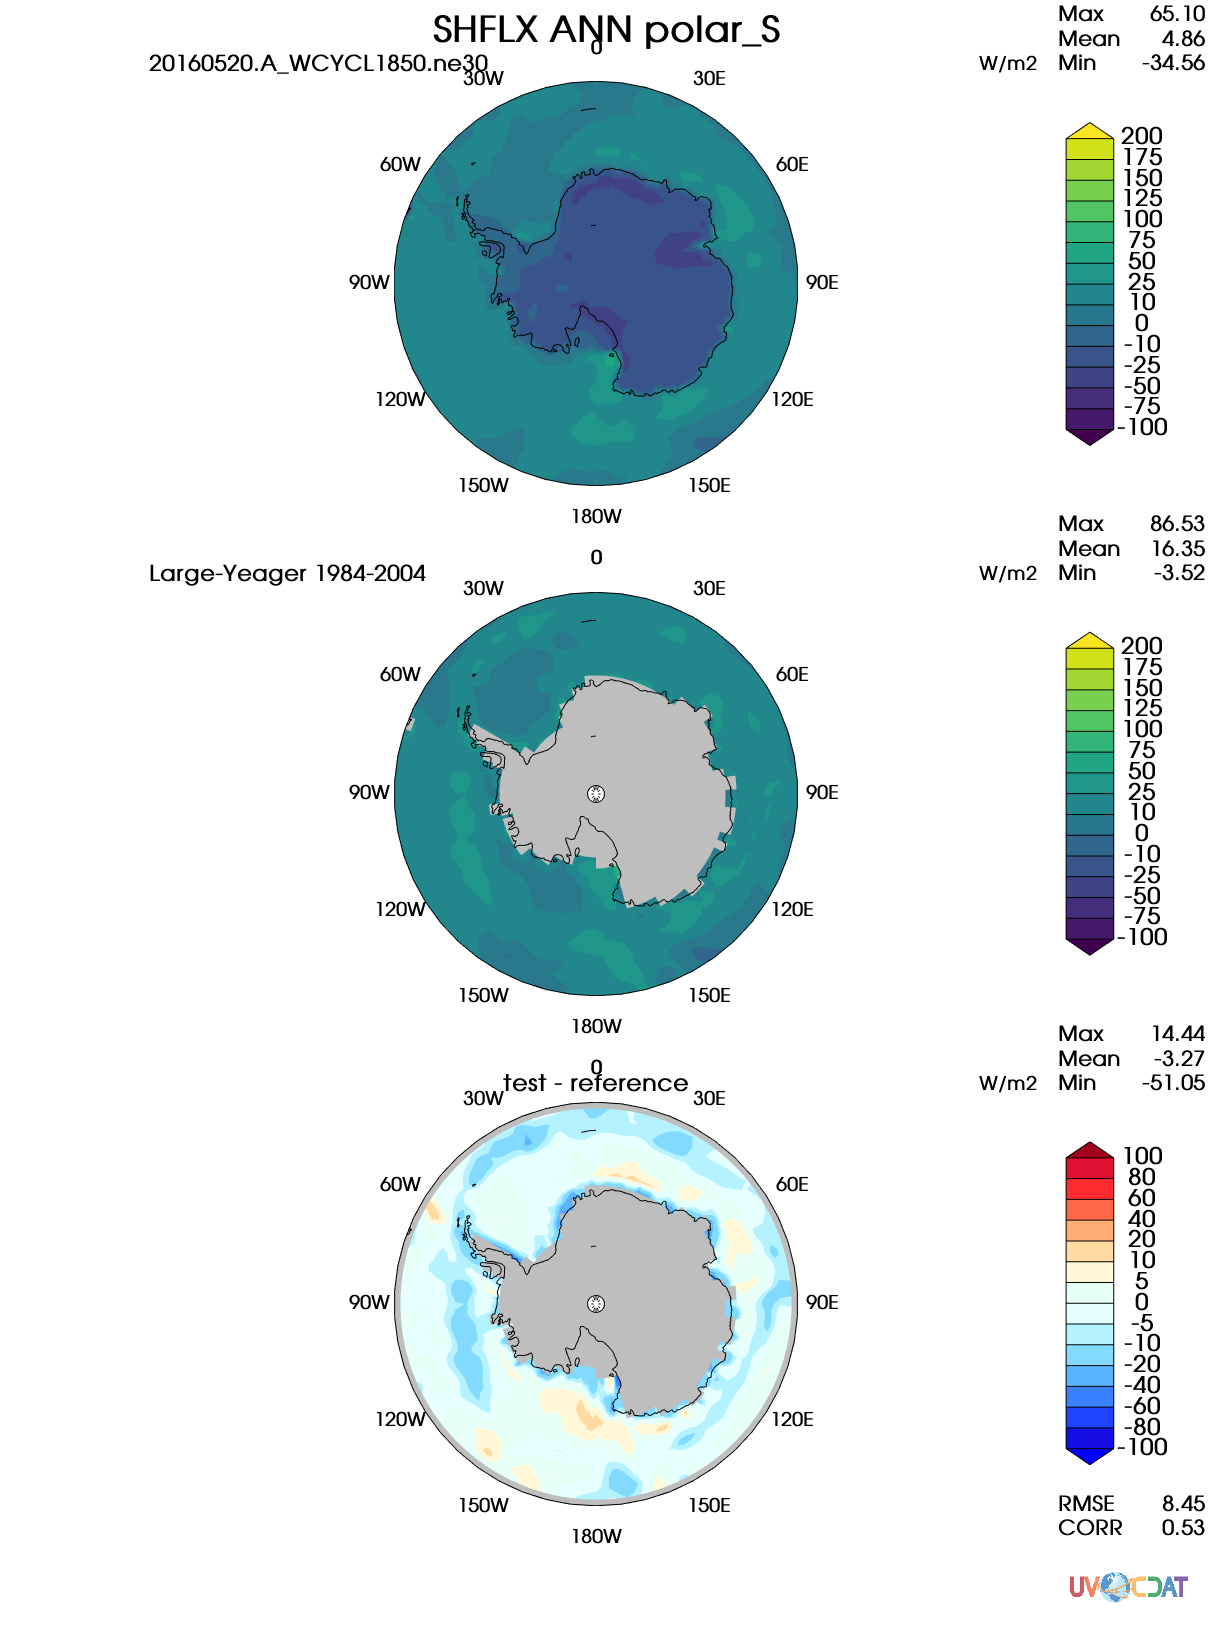 SHFLX ANN polar_S
20160520.A_WCYCL1850.ne30
W/m2
Max 65.10
Mean 4.86
Min -34.56
0
30W 30E
60W 60E
90W 90E
120W 120E
150W 150E
180W
200
175
150
125
100
75
50
25
10
0
-10
-25
-50
-75
-100
Large-Yeager 1984-2004
W/m2
Max 86.53
Mean 16.35
Min -3.52
0
30W 30E
60W 60E
90W 90E
120W 120E
150W 150E
180W
200
175
150
125
100
75
50
25
10
0
-10
-25
-50
-75
-100
test - reference
W/m2
Max 14.44
Mean -3.27
Min -51.05
0
30W 30E
60W 60E
90W 90E
120W 120E
150W 150E
180W
100
80
60
40
20
10
5
0
-5
-10
-20
-40
-60
-80
-100
RMSE 8.45
CORR 0.53
UV CDAT